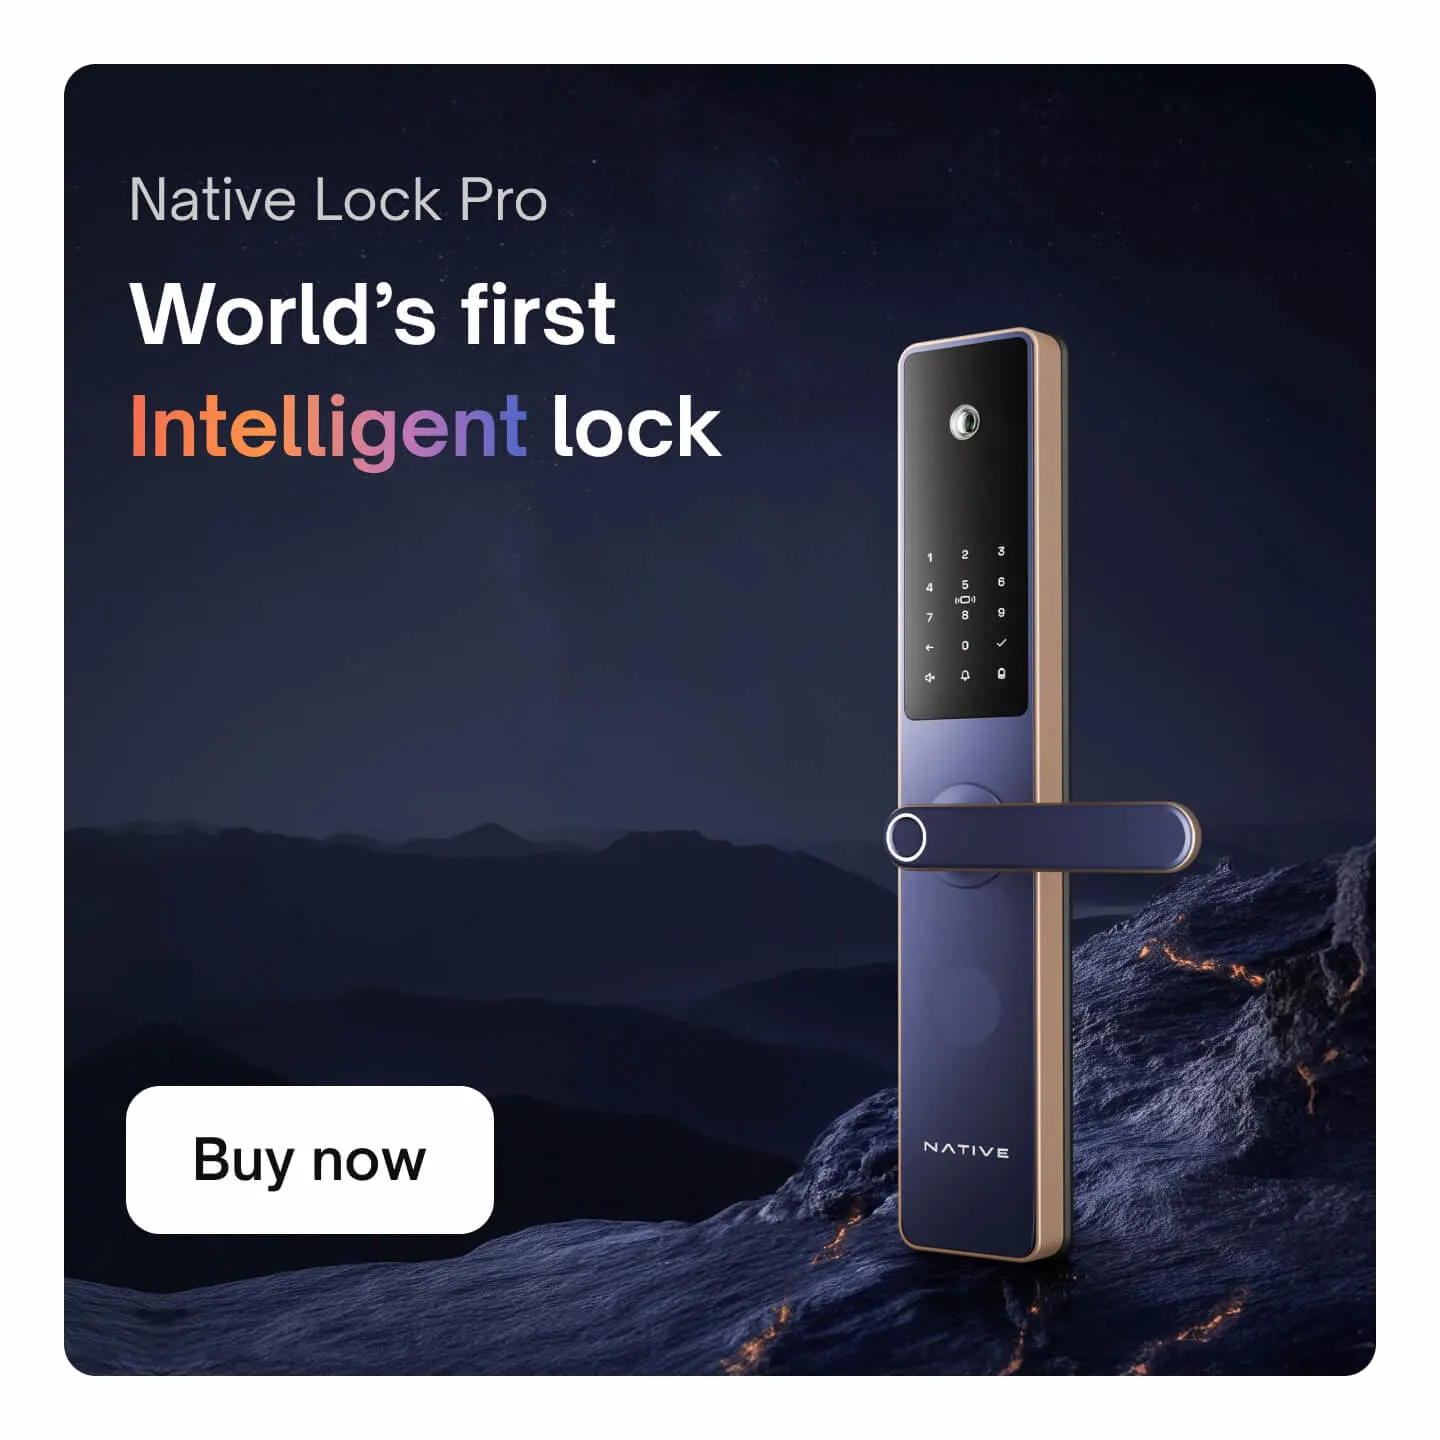 Native Lock Pro
World’s first
Intelligent lock
1 2 3
4 5 6
7 8 9
0
NATIVE
Buy now